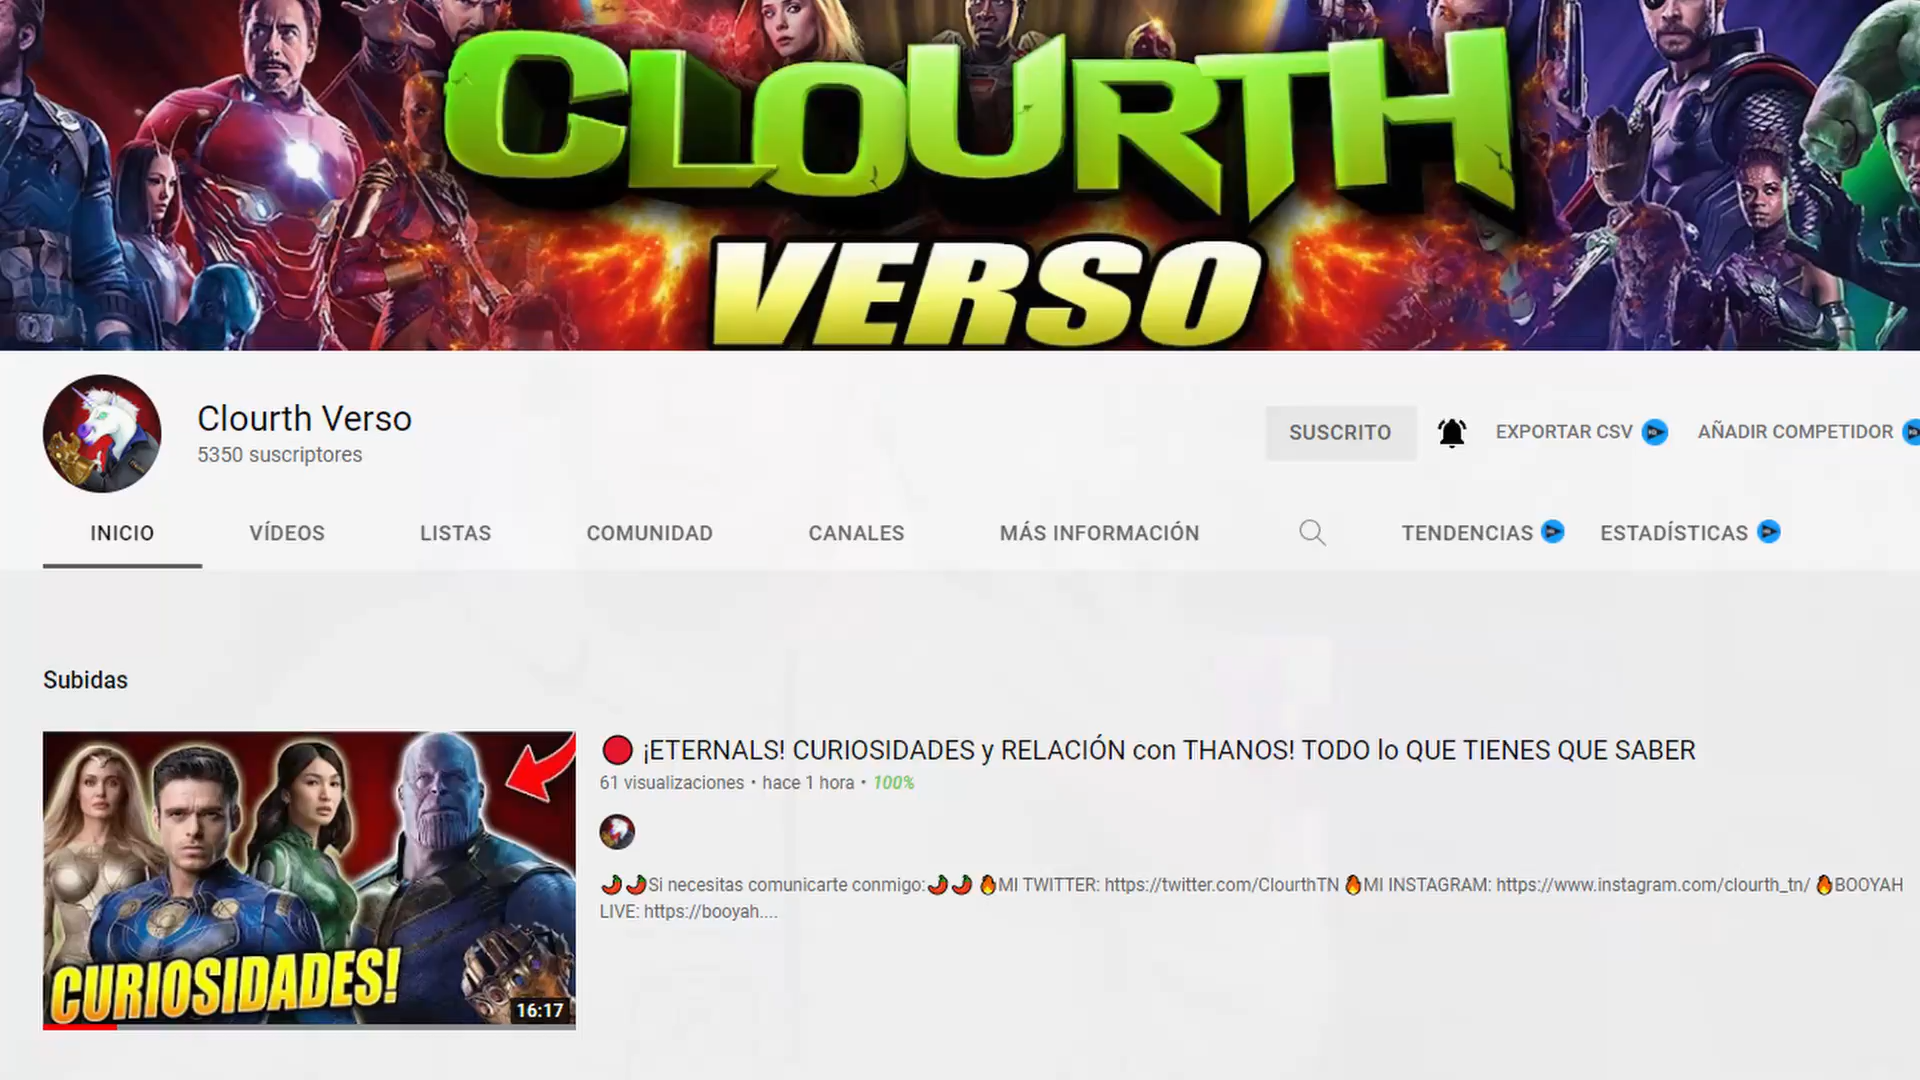 CLOURTH
VERSO
Clourth Verso
5350 suscriptores
SUSCRITO
EXPORTAR CSV
AÑADIR COMPETIDOR
INICIO
VÍDEOS
LISTAS
COMUNIDAD
CANALES
MÁS INFORMACIÓN
TENDENCIAS
ESTADÍSTICAS
Subidas
CURIOSIDADES!
16:17
🔴 ¡ETERNALS! CURIOSIDADES y RELACIÓN con THANOS! TODO lo QUE TIENES QUE SABER
61 visualizaciones • hace 1 hora • 100%
🌶🌶Si necesitas comunicarte conmigo:🌶🌶 🔥MI TWITTER: https://twitter.com/ClourthTN 🔥MI INSTAGRAM: https://www.instagram.com/clourth_tn/ 🔥BOOYAH
LIVE: https://booyah....